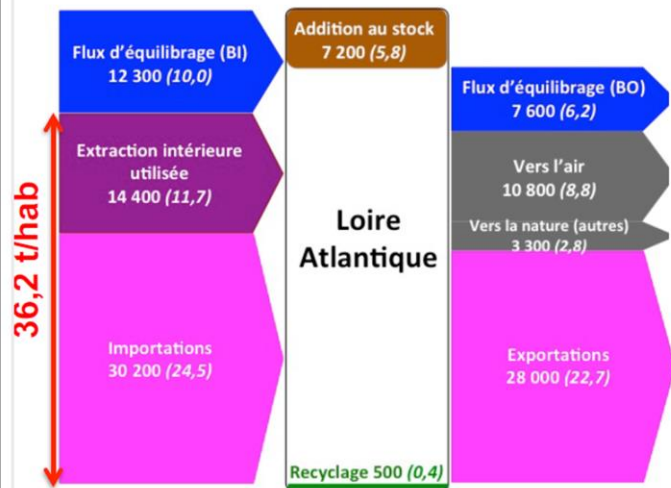 36,2 t/hab
Flux d'équilibrage (BI)
12 300 (10,0)
Extraction intérieure
utilisée
14 400 (11,7)
Importations
30 200 (24,5)
Addition au stock
7 200 (5,8)
Loire
Atlantique
Recyclage 500 (0,4)
Flux d'équilibrage (BO)
7 600 (6,2)
Vers l'air
10 800 (8,8)
Vers la nature (autres)
3 300 (2,8)
Exportations
28 000 (22,7)